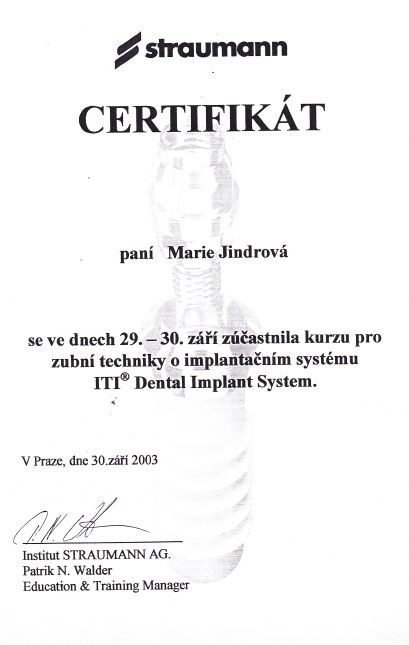 straumann
CERTIFIKÁT
paní Marie Jindrová
se ve dnech 29. – 30. září zúčastnila kurzu pro
zubní techniky o implantačním systému
ITI® Dental Implant System.
V Praze, dne 30.září 2003
Institut STRAUMANN AG.
Patrik N. Walder
Education & Training Manager